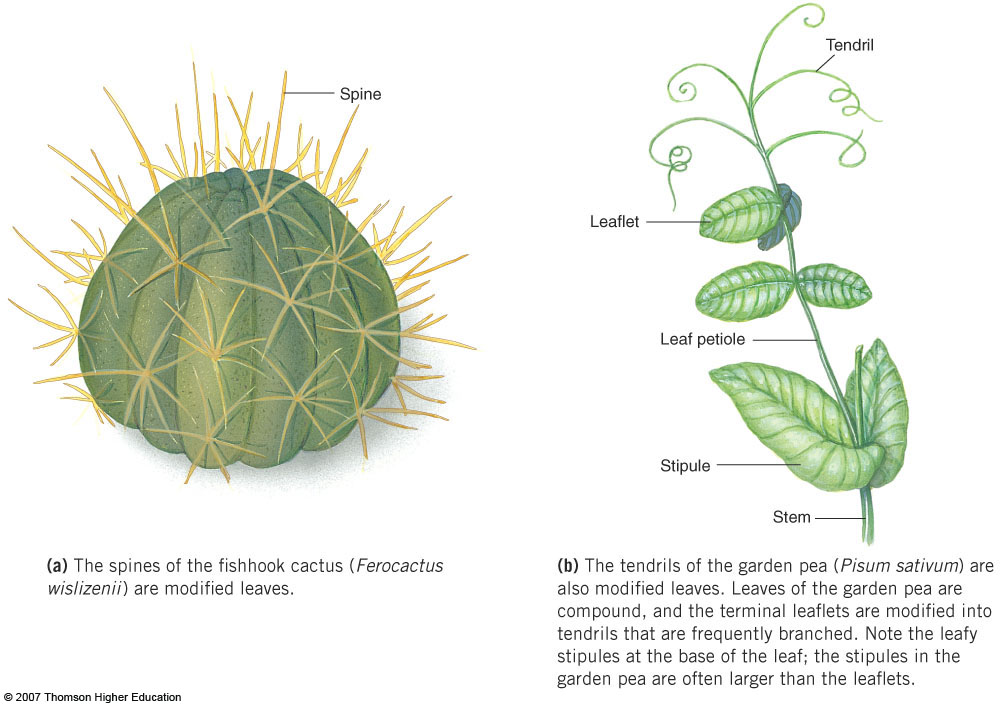 Spine
Tendril
Leaflet
Leaf petiole
Stipule
Stem
(a) The spines of the fishhook cactus (Ferocactus
wislizenii) are modified leaves.
(b) The tendrils of the garden pea (Pisum sativum) are
also modified leaves. Leaves of the garden pea are
compound, and the terminal leaflets are modified into
tendrils that are frequently branched. Note the leafy
stipules at the base of the leaf; the stipules in the
garden pea are often larger than the leaflets.
© 2007 Thomson Higher Education